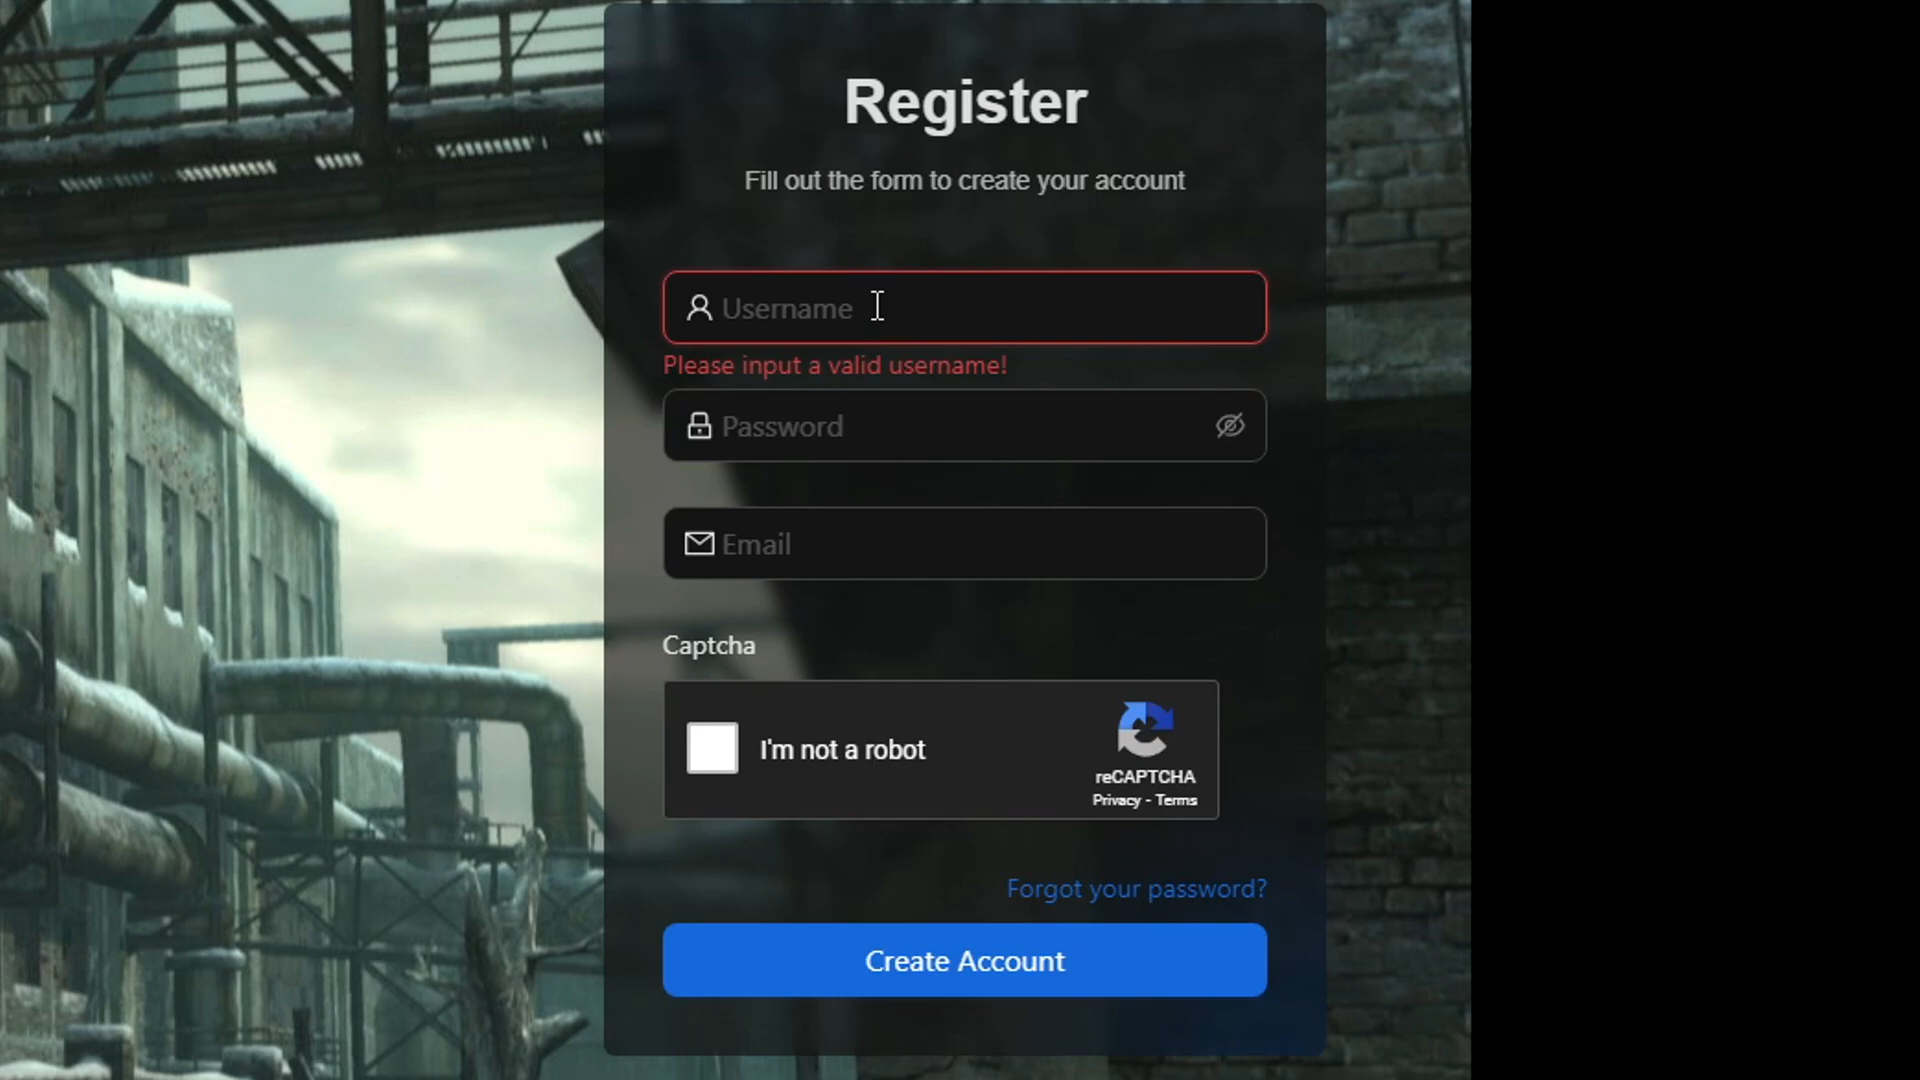 Register
Fill out the form to create your account
Username
Please input a valid username!
Password
Email
Captcha
I'm not a robot
reCAPTCHA
Privacy - Terms
Forgot your password?
Create Account